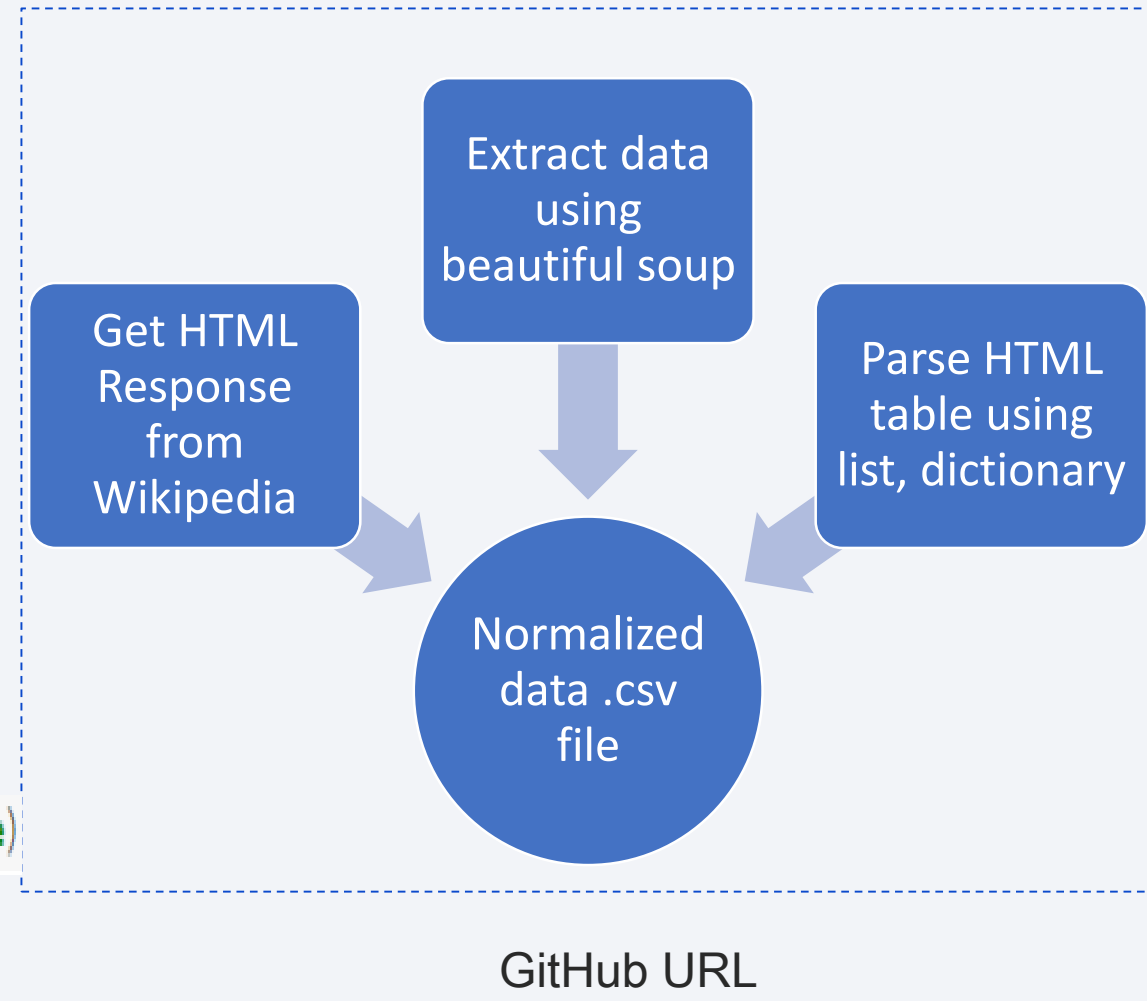 Extract data
using
beautiful soup
Get HTML
Response
from
Wikipedia
Parse HTML
table using
list, dictionary
Normalized
data .csv
file
GitHub URL